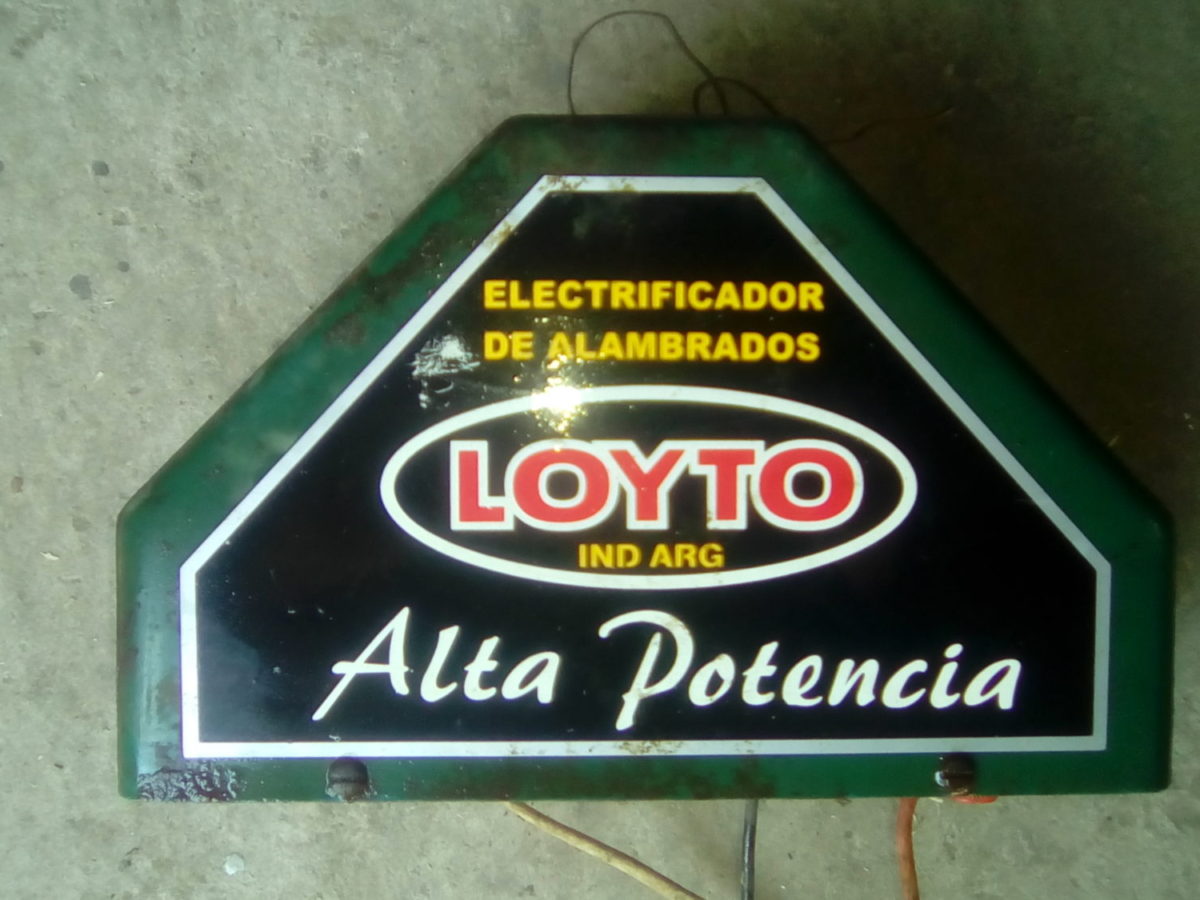 ELECTRIFICADOR
DE ALAMBRADOS
LOYTO
IND ARG
Alta Potencia